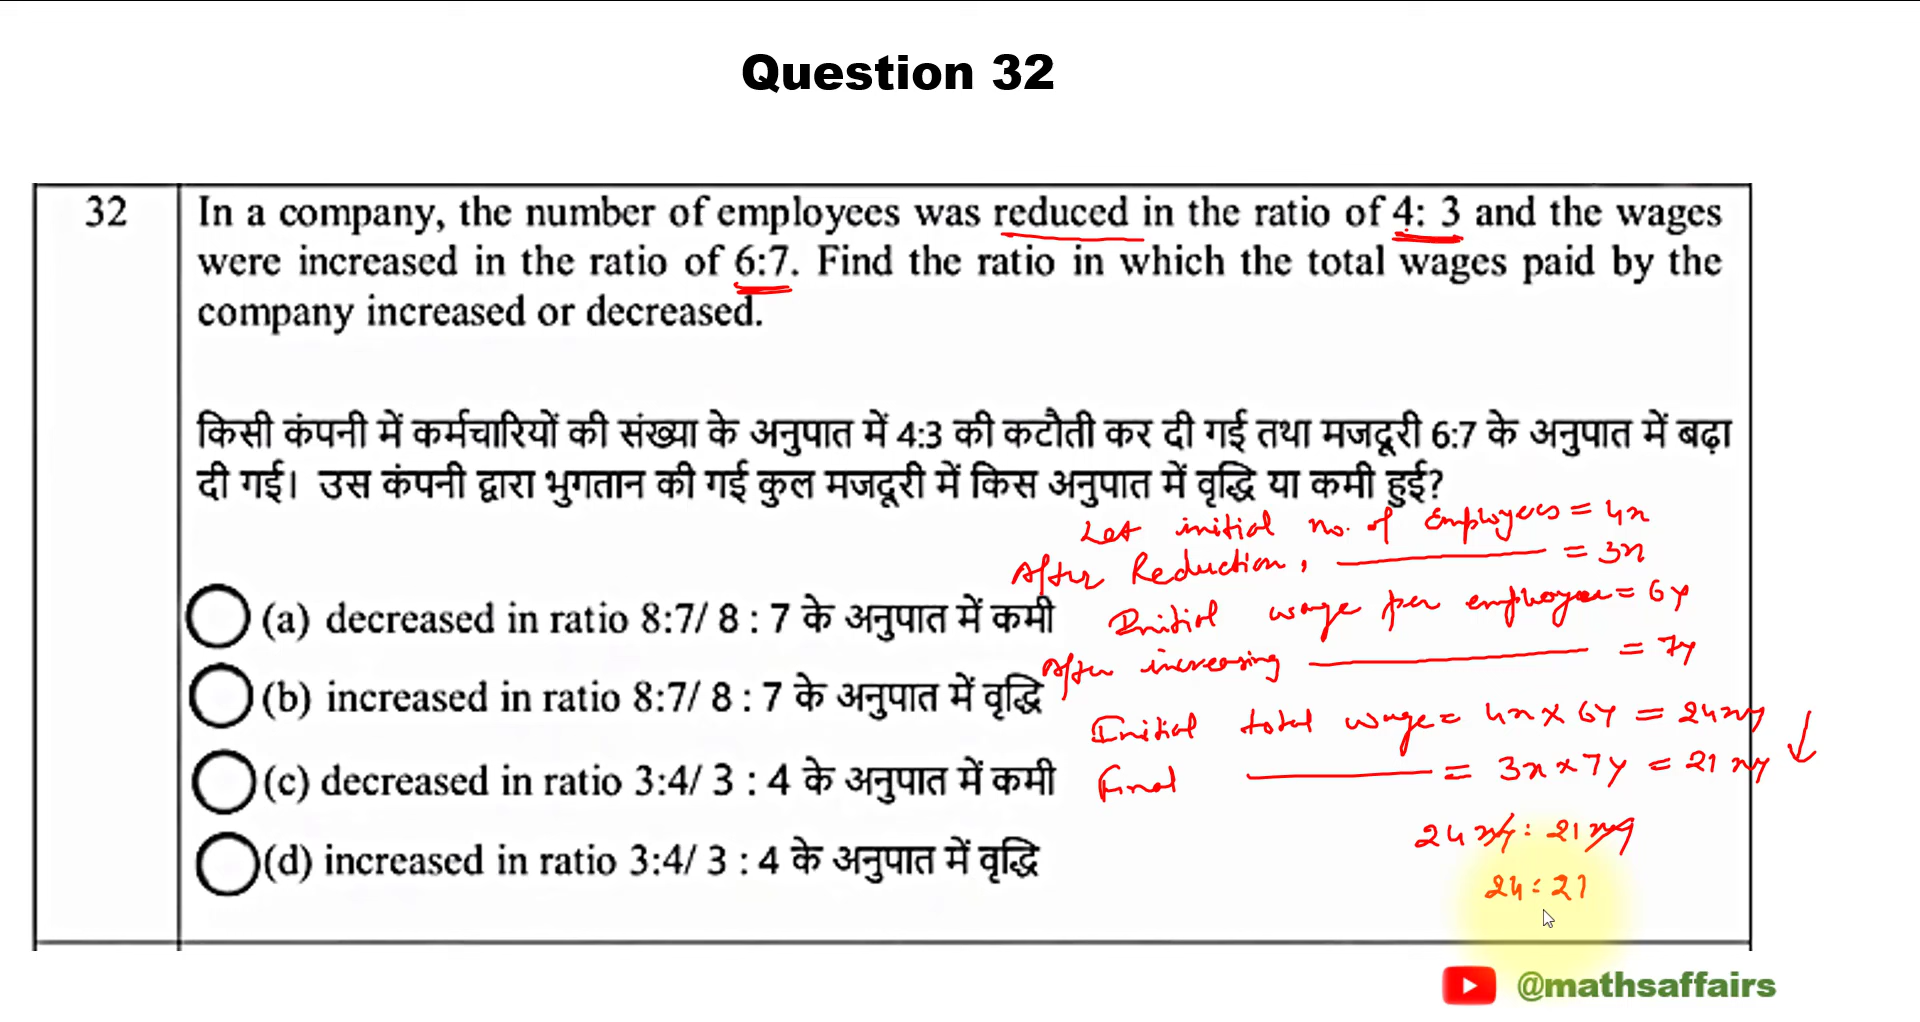 Question 32
32
In a company, the number of employees was reduced in the ratio of 4: 3 and the wages
were increased in the ratio of 6:7. Find the ratio in which the total wages paid by the
company increased or decreased.
किसी कंपनी में कर्मचारियों की संख्या के अनुपात में 4:3 की कटौती कर दी गई तथा मजदूरी 6:7 के अनुपात में बढ़ा
दी गई। उस कंपनी द्वारा भुगतान की गई कुल मजदूरी में किस अनुपात में वृद्धि या कमी हुई?
Let initial no. of Employees = 4x
After Reduction, = 3x
Initial wage per employee = 6y
After increasing = 7y
Initial total wage = 4x × 6y = 24xy
Final = 3x × 7y = 21xy
24xy : 21xy
24 : 21
(a) decreased in ratio 8:7/ 8 : 7 के अनुपात में कमी
(b) increased in ratio 8:7/ 8 : 7 के अनुपात में वृद्धि
(c) decreased in ratio 3:4/ 3 : 4 के अनुपात में कमी
(d) increased in ratio 3:4/ 3 : 4 के अनुपात में वृद्धि
@mathsaffairs